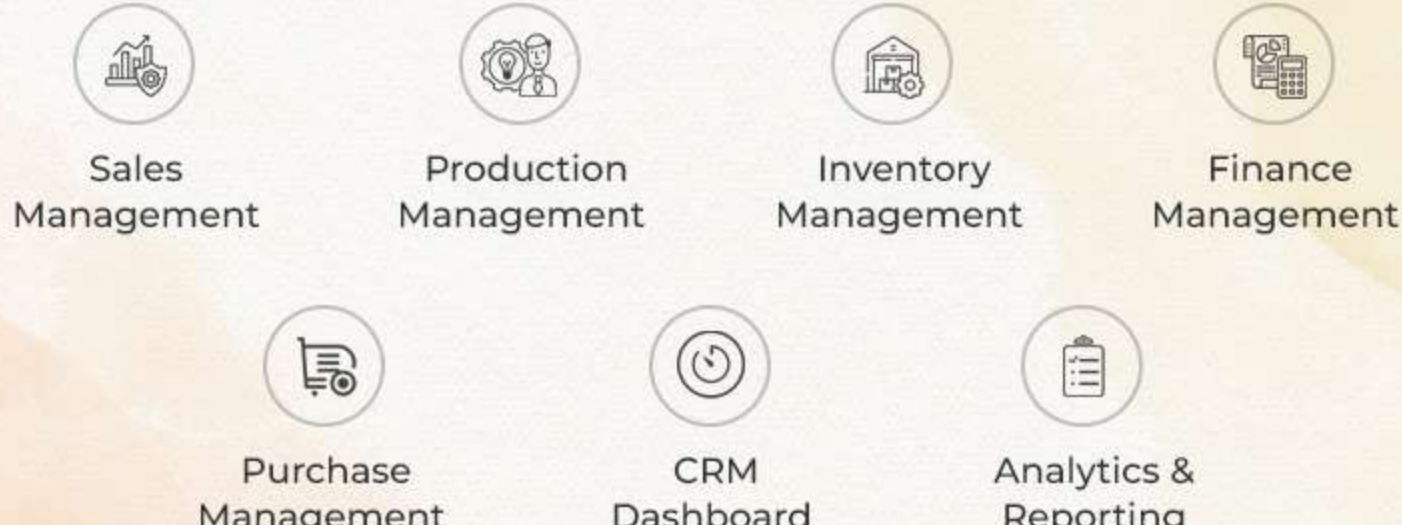 Sales
Management
Production
Management
Inventory
Management
Finance
Management
Purchase
Management
CRM
Dashboard
Analytics &
Reporting